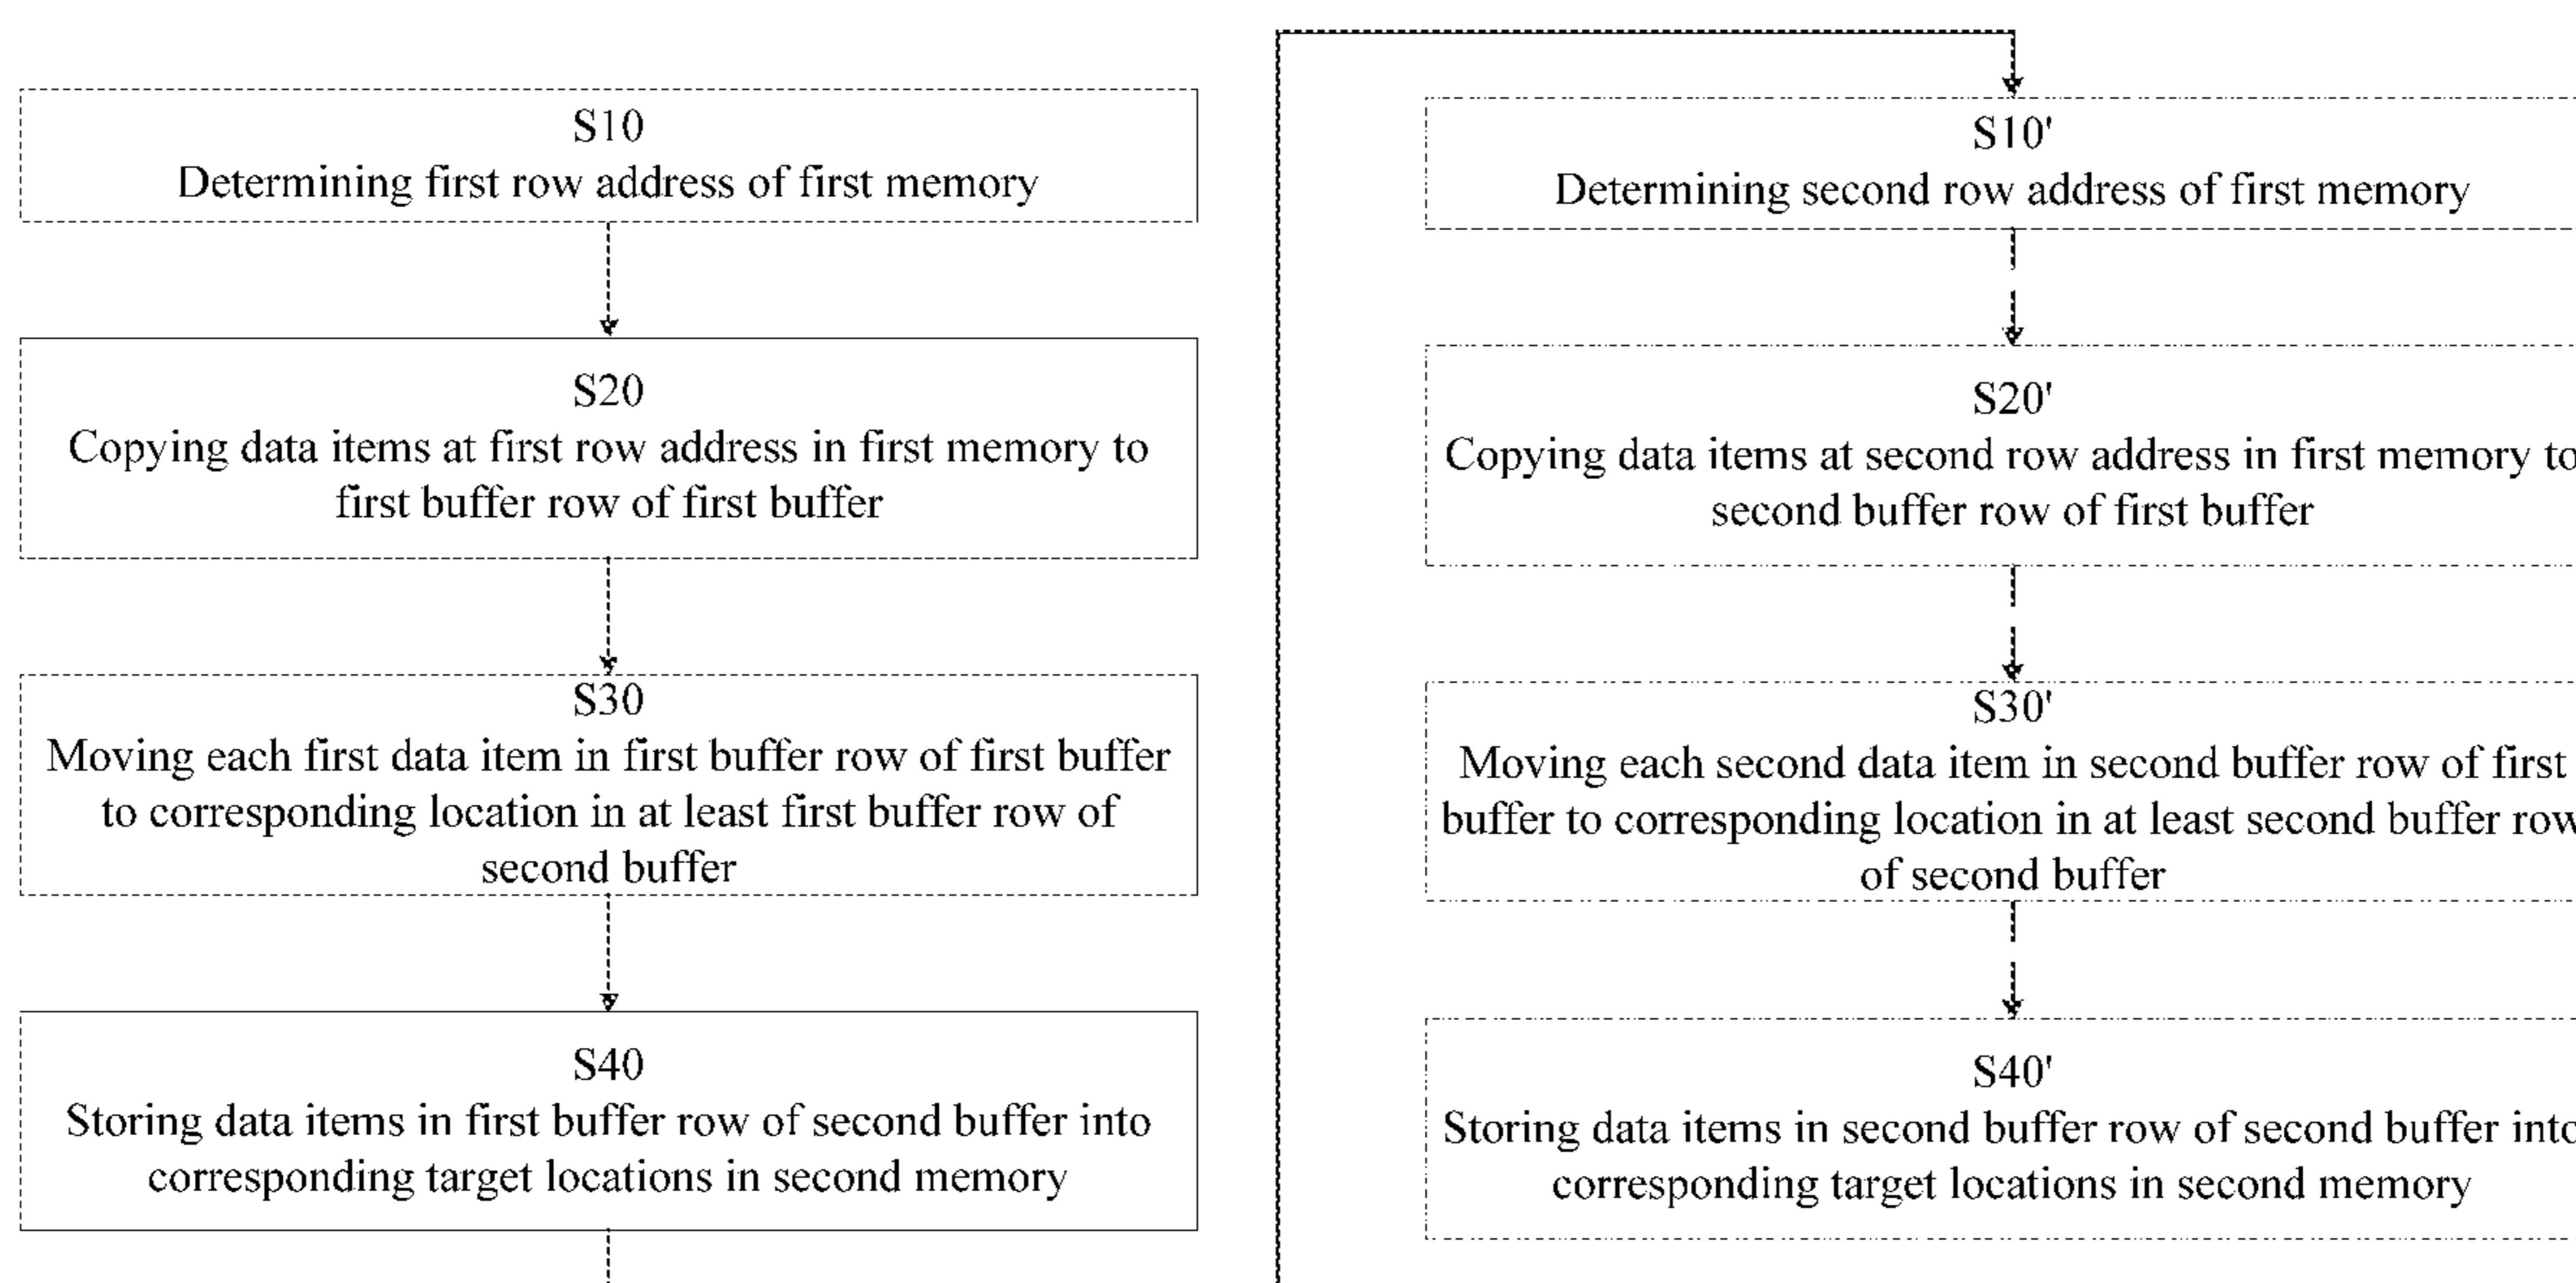 S10
Determining first row address of first memory
S20
Copying data items at first row address in first memory to
first buffer row of first buffer
S30
Moving each first data item in first buffer row of first buffer
to corresponding location in at least first buffer row of
second buffer
S40
Storing data items in first buffer row of second buffer into
corresponding target locations in second memory
S10'
Determining second row address of first memory
S20'
Copying data items at second row address in first memory to
second buffer row of first buffer
S30'
Moving each second data item in second buffer row of first
buffer to corresponding location in at least second buffer row
of second buffer
S40'
Storing data items in second buffer row of second buffer into
corresponding target locations in second memory